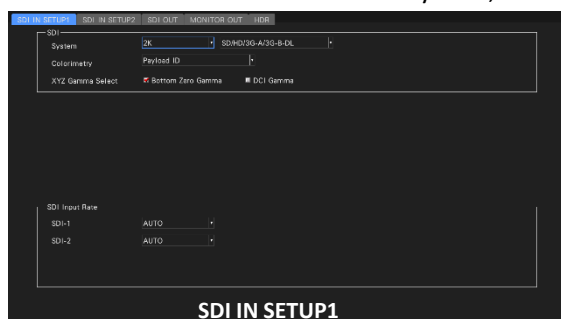 SDI IN SETUP1 SDI IN SETUP2 SDI OUT MONITOR OUT HDR
SDI
System 2K SD/HD/3G-A/3G-B-DL
Colorimetry Payload ID
XYZ Gamma Select Bottom Zero Gamma DCI Gamma
SDI Input Rate
SDI-1 AUTO
SDI-2 AUTO
SDI IN SETUP1